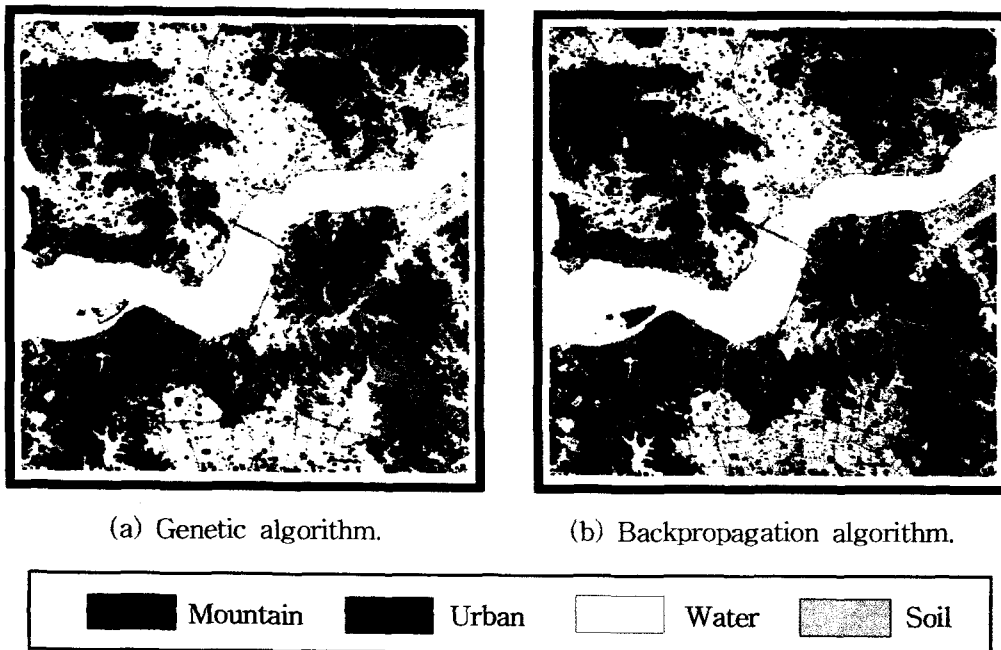 (a) Genetic algorithm.
(b) Backpropagation algorithm.
Mountain Urban Water Soil